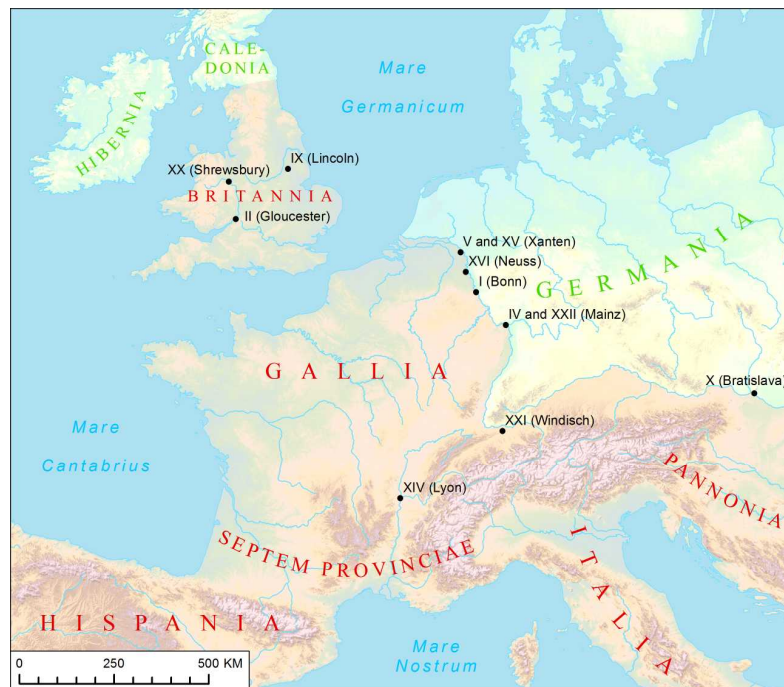 CALE-
DONIA
Mare
Germanicum
HIBERNIA
IX (Lincoln)
XX (Shrewsbury)
BRITANNIA
II (Gloucester)
V and XV (Xanten)
XVI (Neuss)
I (Bonn)
GERMANIA
IV and XXII (Mainz)
GALLIA
X (Bratislava)
Mare
Cantabrius
XXI (Windisch)
PANNONIA
XIV (Lyon)
SEPTEM PROVINCIAE
ITALIA
HISPANIA
Mare
Nostrum
0 250 500 KM